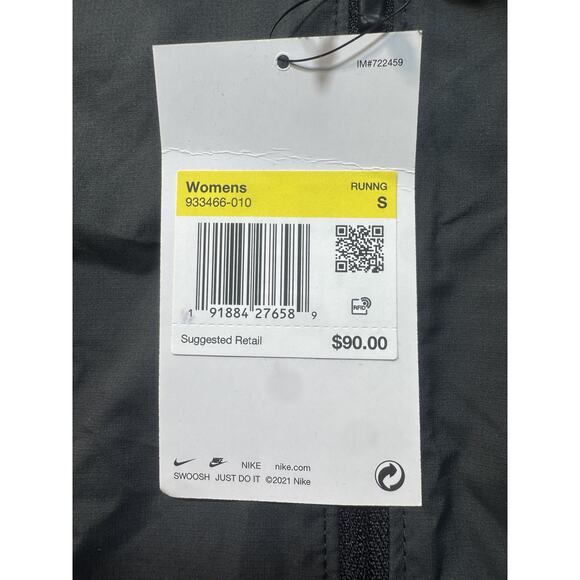 IM#722459
Womens RUNNG
933466-010 S
RFID
1 91884 27658 9
Suggested Retail $90.00
NIKE nike.com
SWOOSH JUST DO IT ©2021 Nike